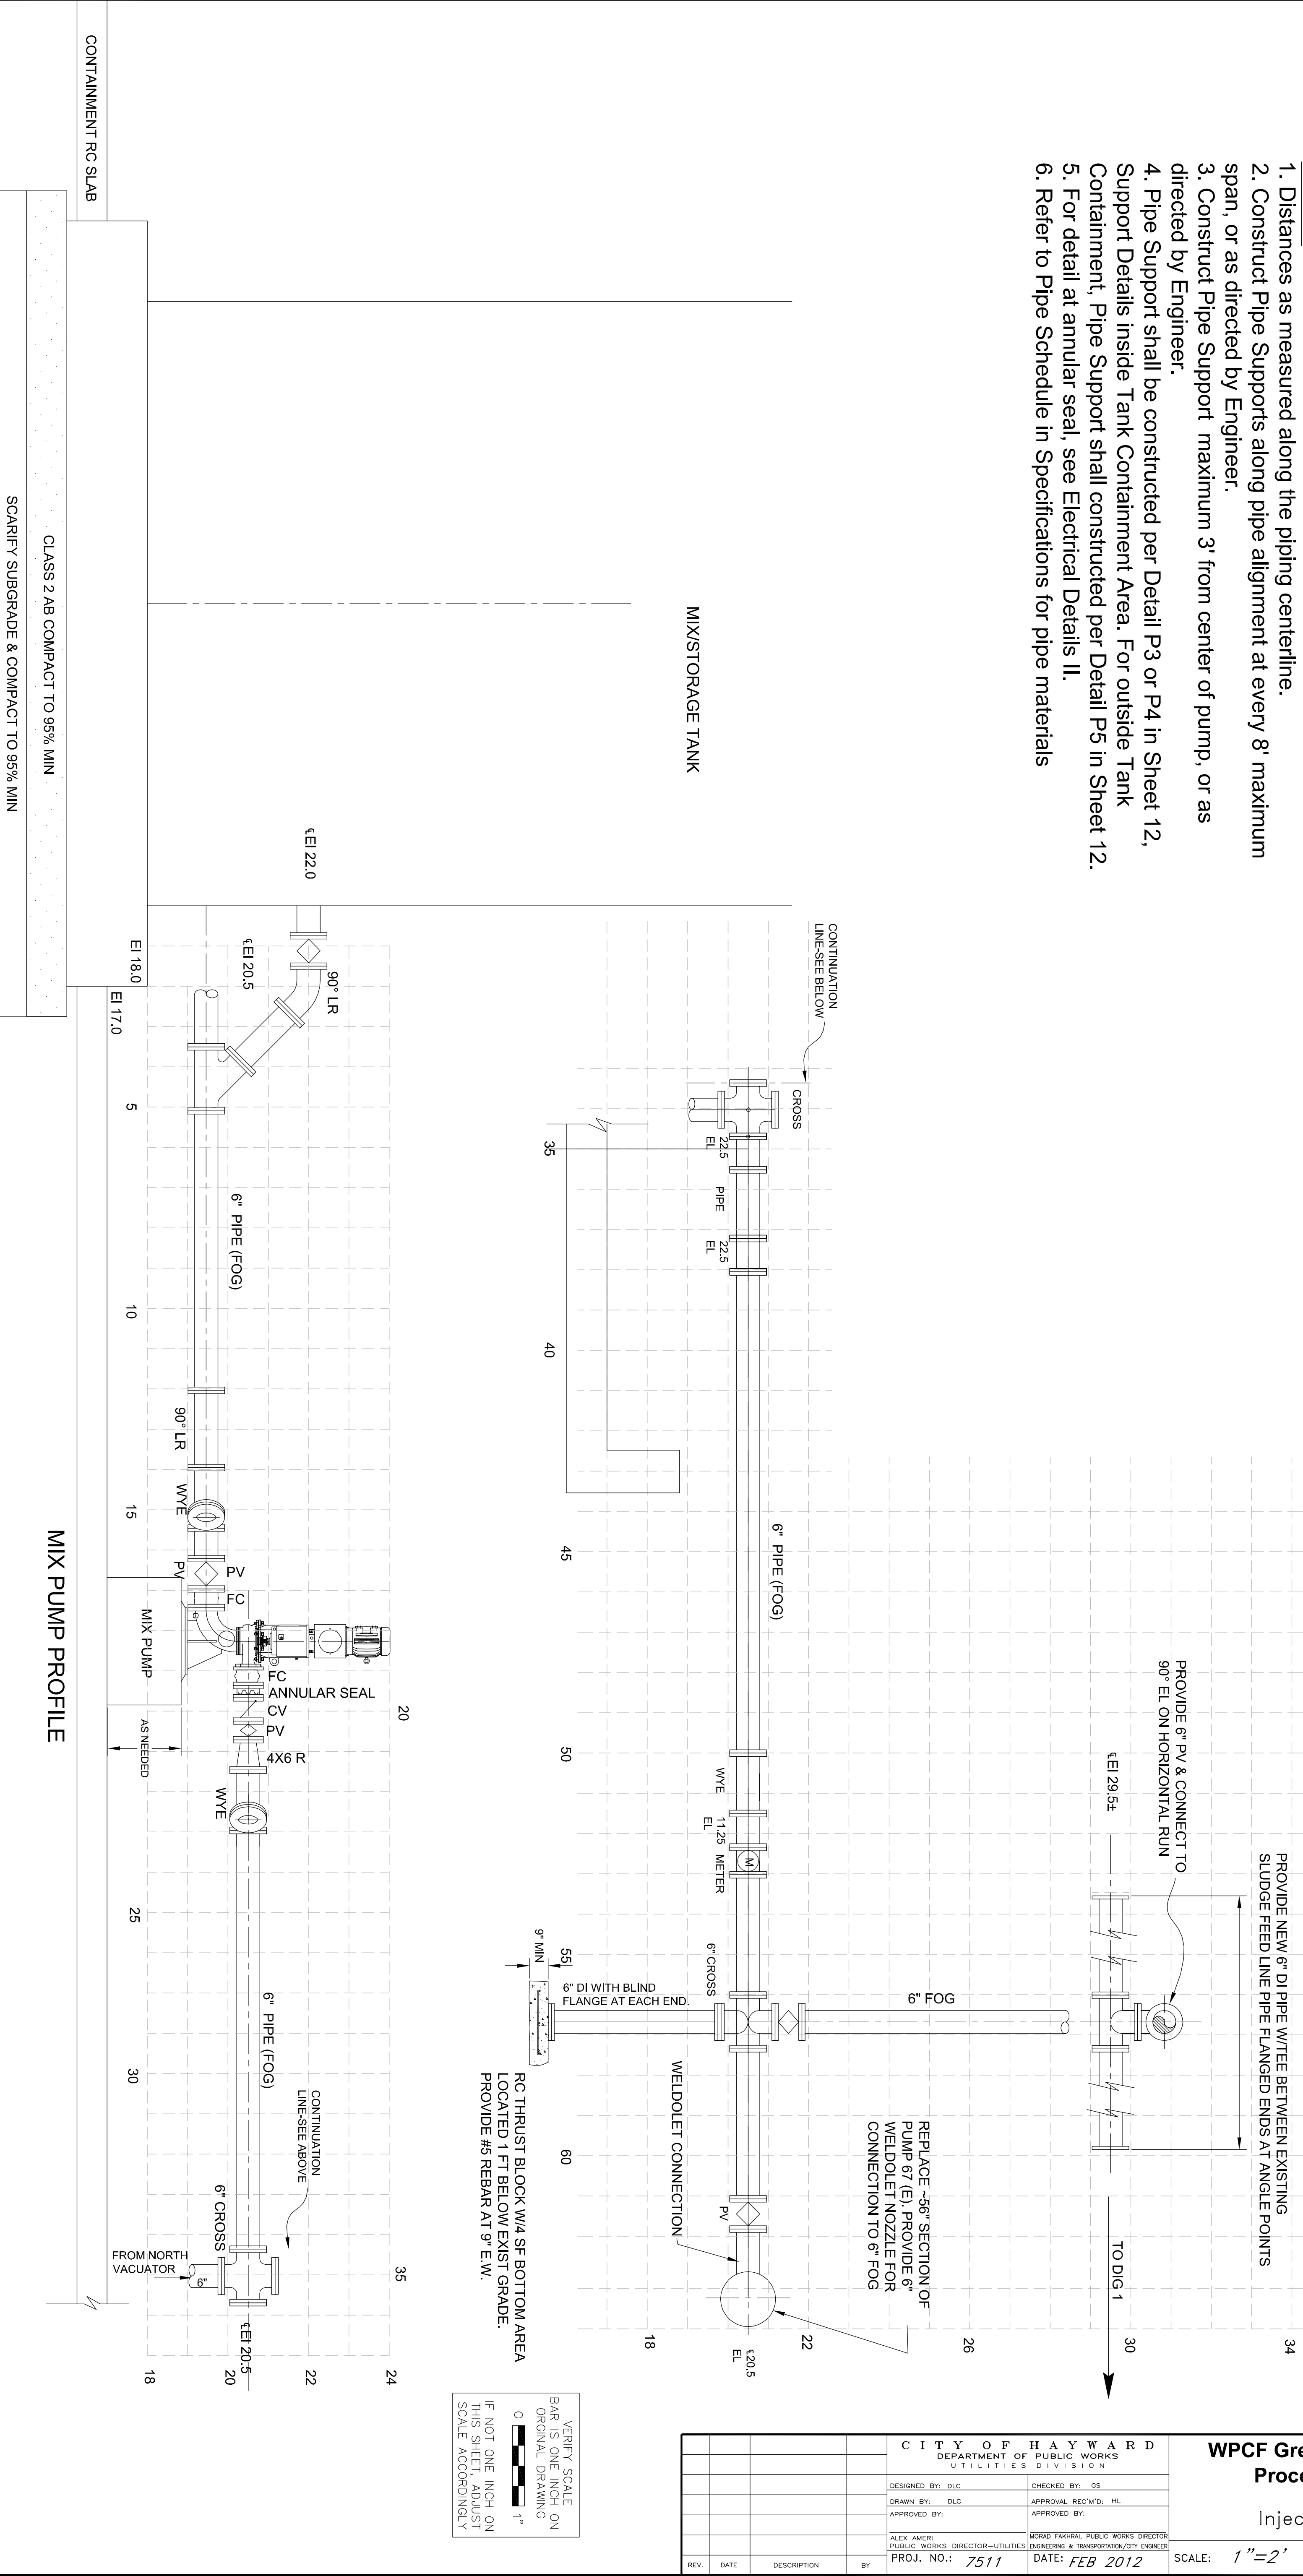 1. Distances as measured along the piping centerline.
2. Construct Pipe Supports along pipe alignment at every 8' maximum
span, or as directed by Engineer.
3. Construct Pipe Support maximum 3' from center of pump, or as
directed by Engineer.
4. Pipe Support shall be constructed per Detail P3 or P4 in Sheet 12,
Support Details inside Tank Containment Area. For outside Tank
Containment, Pipe Support shall constructed per Detail P5 in Sheet 12.
5. For detail at annular seal, see Electrical Details II.
6. Refer to Pipe Schedule in Specifications for pipe materials
PROVIDE NEW 6" DI PIPE W/TEE BETWEEN EXISTING
SLUDGE FEED LINE PIPE FLANGED ENDS AT ANGLE POINTS
PROVIDE 6" PV & CONNECT TO
90° EL ON HORIZONTAL RUN
℄El 29.5±
TO DIG 1
34
30
26
22
18
CONTINUATION
LINE-SEE BELOW
CROSS
22.5
EL
PIPE
22.5
EL
6" PIPE (FOG)
WYE
11.25
EL
METER
M
6" CROSS
6" FOG
PV
℄20.5
EL
REPLACE ~56" SECTION OF
PUMP 67 (E). PROVIDE 6"
WELDOLET NOZZLE FOR
CONNECTION TO 6" FOG
WELDOLET CONNECTION
6" DI WITH BLIND
FLANGE AT EACH END.
9" MIN
RC THRUST BLOCK W/4 SF BOTTOM AREA
LOCATED 1 FT BELOW EXIST GRADE.
PROVIDE #5 REBAR AT 9" E.W.
35
40
45
50
55
60
MIX/STORAGE TANK
℄El 22.0
90° LR
℄El 20.5
El 18.0
El 17.0
6" PIPE (FOG)
90° LR
WYE
PV
PV
FC
MIX PUMP
AS NEEDED
FC
ANNULAR SEAL
CV
PV
4X6 R
WYE
6" PIPE (FOG)
CONTINUATION
LINE-SEE ABOVE
6" CROSS
FROM NORTH
VACUATOR
6"
℄El 20.5
24
22
20
18
5
10
15
20
25
30
35
CONTAINMENT RC SLAB
CLASS 2 AB COMPACT TO 95% MIN
SCARIFY SUBGRADE & COMPACT TO 95% MIN
MIX PUMP PROFILE
VERIFY SCALE
BAR IS ONE INCH ON
ORGINAL DRAWING
0 1"
IF NOT ONE INCH ON
THIS SHEET, ADJUST
SCALE ACCORDINGLY
REV. DATE DESCRIPTION BY
CITY OF HAYWARD
DEPARTMENT OF PUBLIC WORKS
UTILITIES DIVISION
DESIGNED BY: DLC
CHECKED BY: GS
DRAWN BY: DLC
APPROVAL REC'M'D: HL
APPROVED BY:
APPROVED BY:
ALEX AMERI
PUBLIC WORKS DIRECTOR-UTILITIES
MORAD FAKHRAI, PUBLIC WORKS DIRECTOR
ENGINEERING & TRANSPORTATION/CITY ENGINEER
PROJ. NO.: 7511
DATE: FEB 2012
WPCF Gre
Proce
Injec
SCALE: 1"=2'